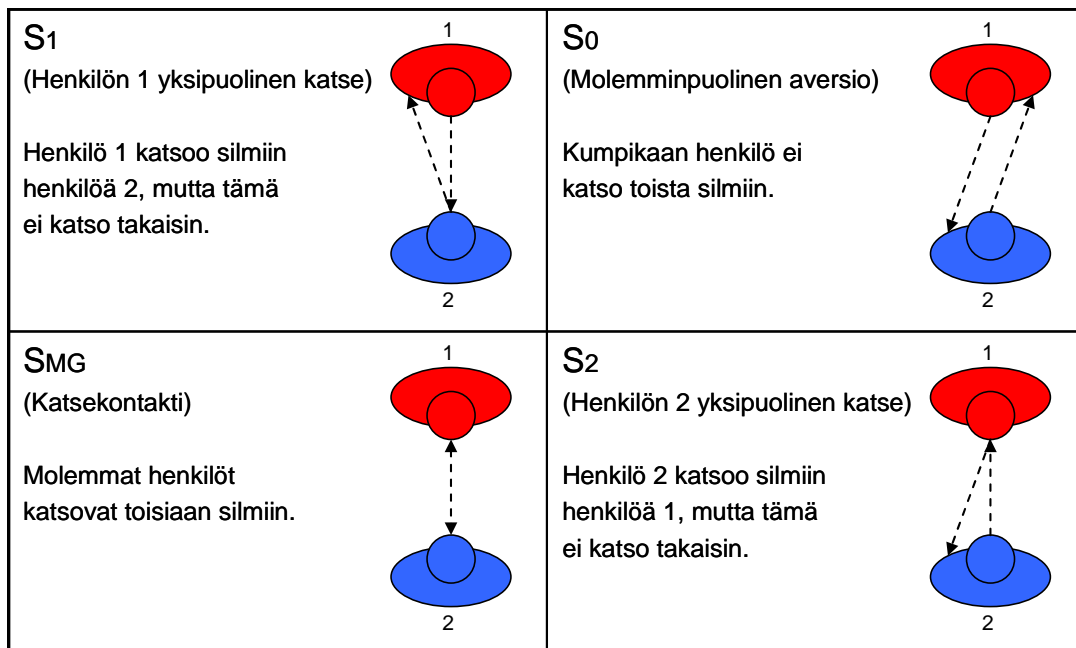 S1
(Henkilön 1 yksipuolinen katse)
Henkilö 1 katsoo silmiin
henkilöä 2, mutta tämä
ei katso takaisin.
1
2
S0
(Molemminpuolinen aversio)
Kumpikaan henkilö ei
katso toista silmiin.
1
2
SMG
(Katsekontakti)
Molemmat henkilöt
katsovat toisiaan silmiin.
1
2
S2
(Henkilön 2 yksipuolinen katse)
Henkilö 2 katsoo silmiin
henkilöä 1, mutta tämä
ei katso takaisin.
1
2